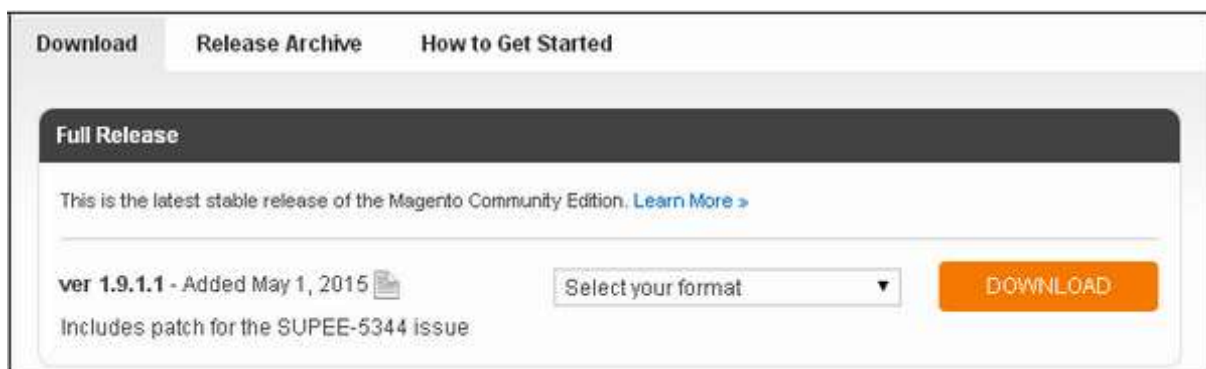 Download Release Archive How to Get Started
Full Release
This is the latest stable release of the Magento Community Edition. Learn More »
ver 1.9.1.1 - Added May 1, 2015 Select your format DOWNLOAD
Includes patch for the SUPEE-5344 issue